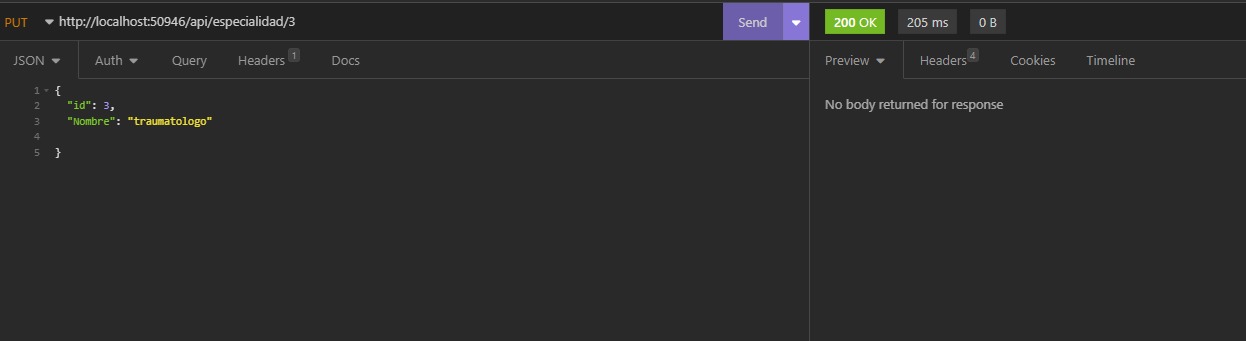 PUT http://localhost:50946/api/especialidad/3 Send 200 OK 205 ms 0 B
JSON Auth Query Headers 1 Docs Preview Headers 4 Cookies Timeline
1 {
2 "id": 3,
3 "Nombre": "traumatologo"
4
5 }
No body returned for response